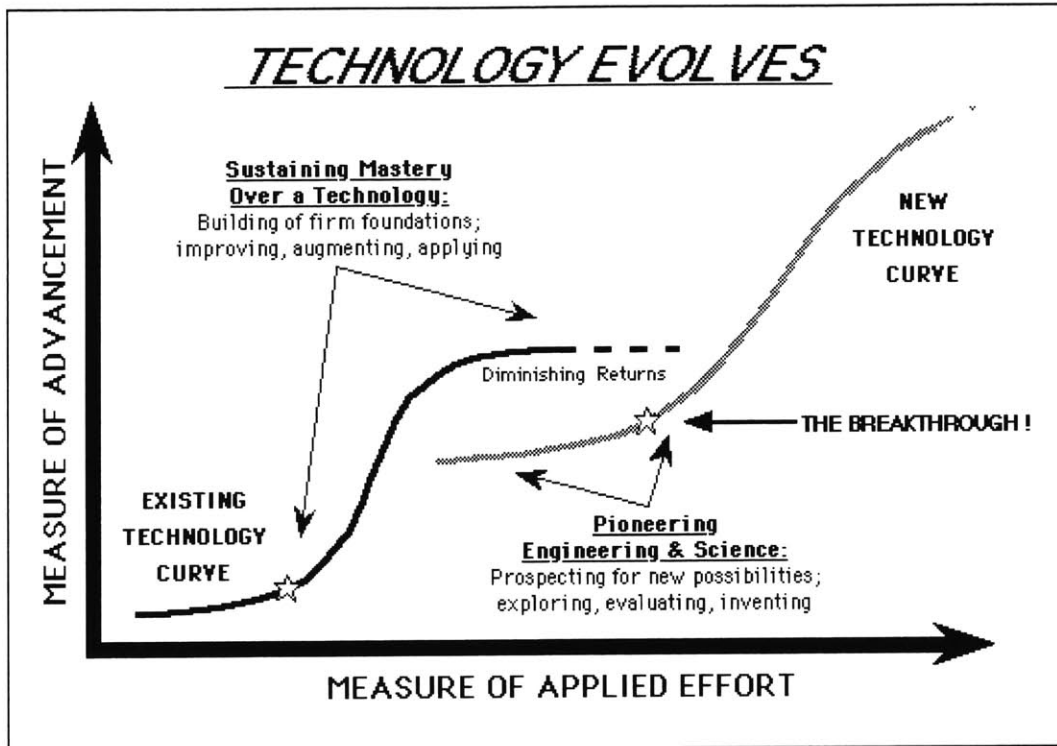 TECHNOLOGY EVOLVES
MEASURE OF ADVANCEMENT
Sustaining Mastery
Over a Technology:
Building of firm foundations;
improving, augmenting, applying
NEW
TECHNOLOGY
CURVE
Diminishing Returns
THE BREAKTHROUGH !
EXISTING
TECHNOLOGY
CURVE
Pioneering
Engineering & Science:
Prospecting for new possibilities;
exploring, evaluating, inventing
MEASURE OF APPLIED EFFORT